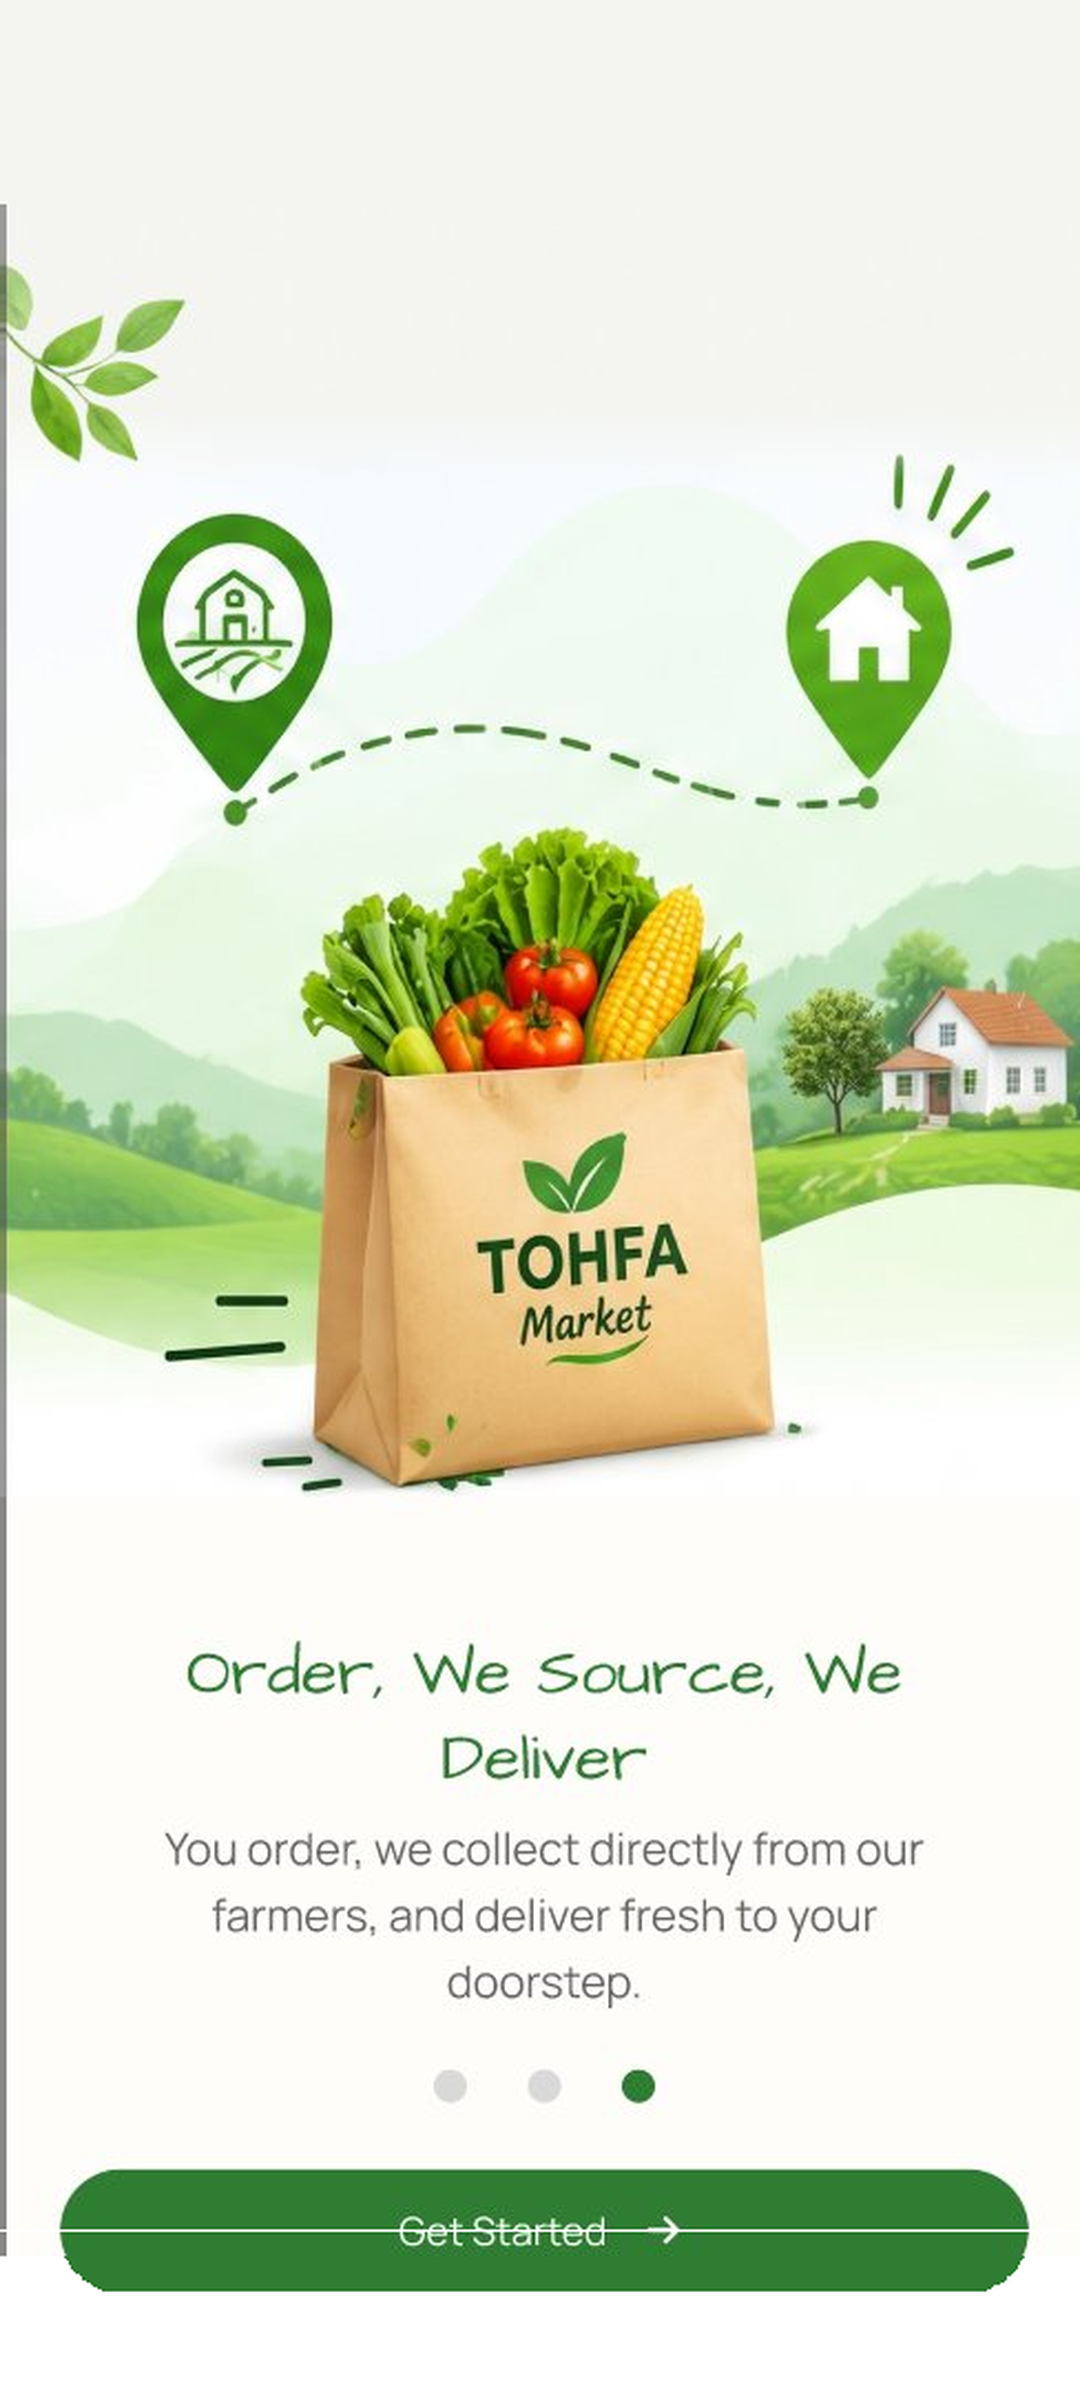 TOHFA
Market
Order, We Source, We
Deliver
You order, we collect directly from our
farmers, and deliver fresh to your
doorstep.
Get Started →